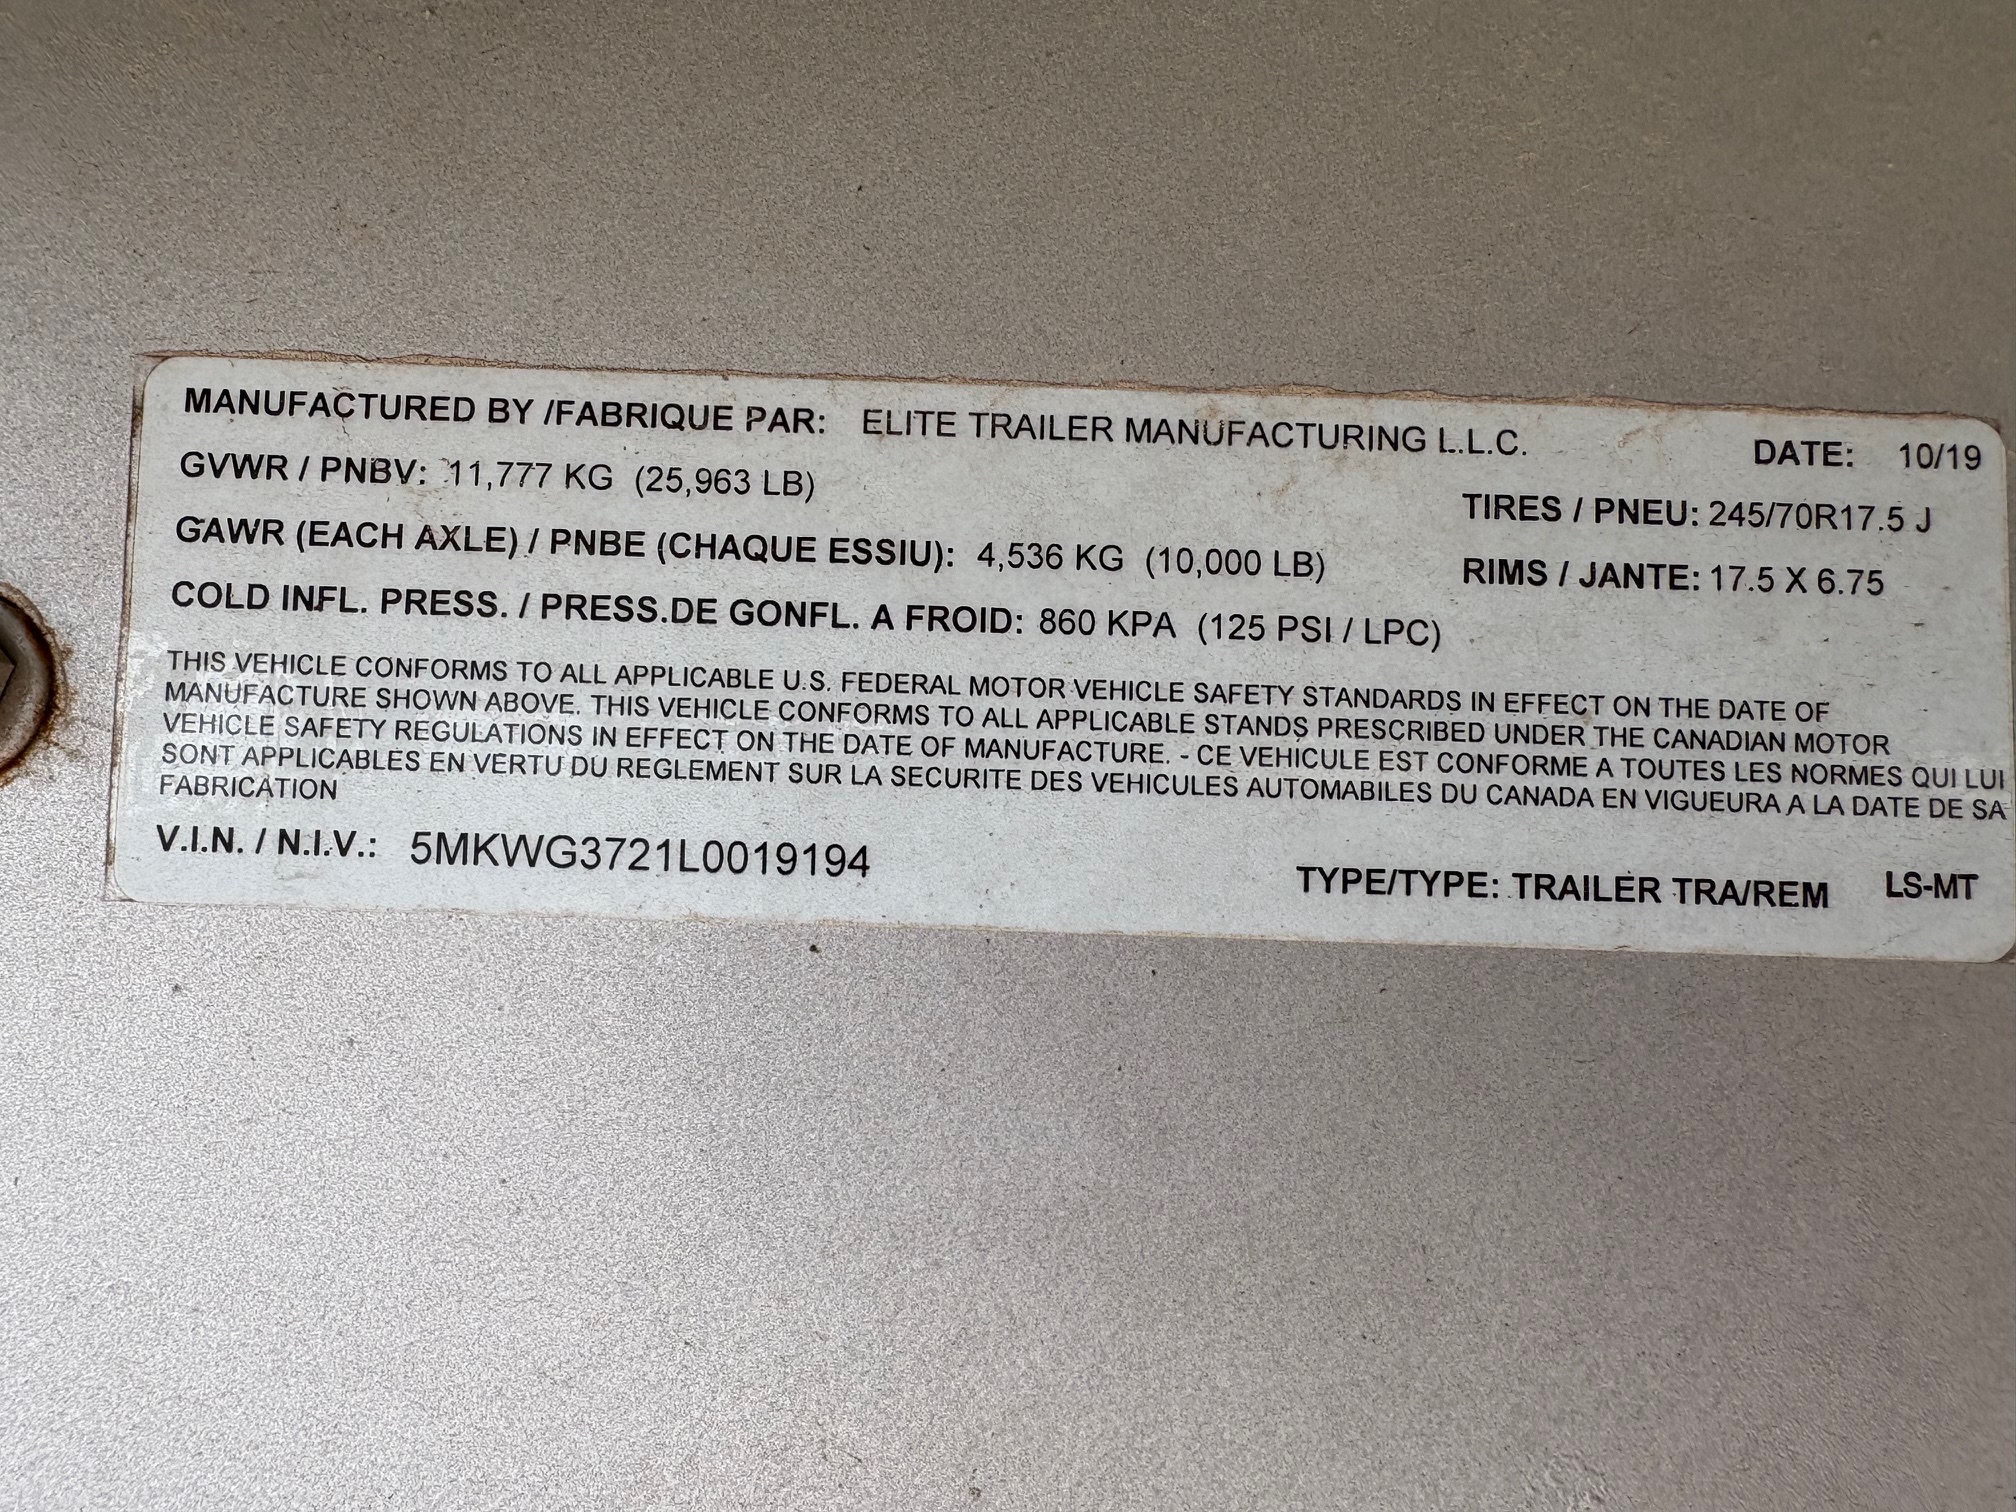 MANUFACTURED BY /FABRIQUE PAR: ELITE TRAILER MANUFACTURING L.L.C. DATE: 10/19
GVWR / PNBV: 11,777 KG (25,963 LB) TIRES / PNEU: 245/70R17.5 J
GAWR (EACH AXLE) / PNBE (CHAQUE ESSIU): 4,536 KG (10,000 LB) RIMS / JANTE: 17.5 X 6.75
COLD INFL. PRESS. / PRESS.DE GONFL. A FROID: 860 KPA (125 PSI / LPC)
THIS VEHICLE CONFORMS TO ALL APPLICABLE U.S. FEDERAL MOTOR VEHICLE SAFETY STANDARDS IN EFFECT ON THE DATE OF
MANUFACTURE SHOWN ABOVE. THIS VEHICLE CONFORMS TO ALL APPLICABLE STANDS PRESCRIBED UNDER THE CANADIAN MOTOR
VEHICLE SAFETY REGULATIONS IN EFFECT ON THE DATE OF MANUFACTURE. - CE VEHICULE EST CONFORME A TOUTES LES NORMES QUI LUI
SONT APPLICABLES EN VERTU DU REGLEMENT SUR LA SECURITE DES VEHICULES AUTOMABILES DU CANADA EN VIGUEURA A LA DATE DE SA
FABRICATION
V.I.N. / N.I.V.: 5MKWG3721L0019194 TYPE/TYPE: TRAILER TRA/REM LS-MT